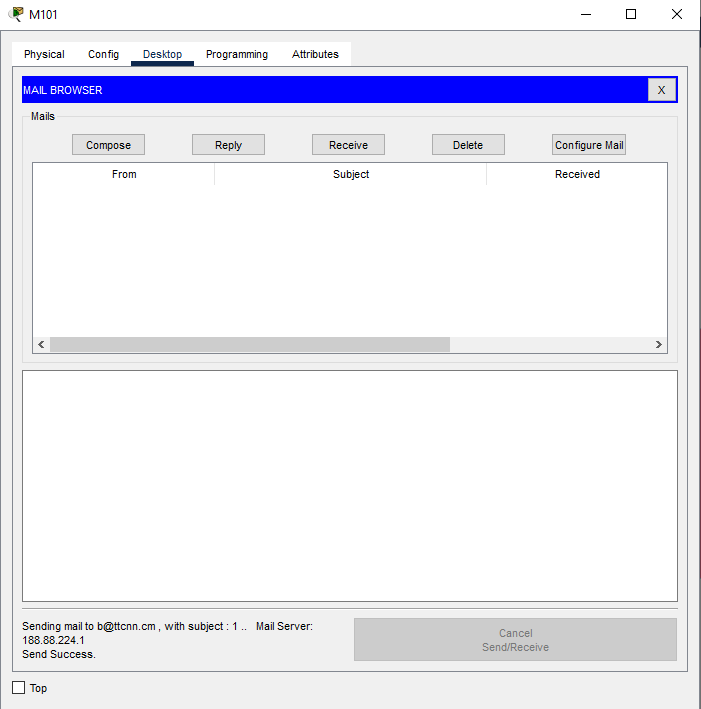 M101
Physical Config Desktop Programming Attributes
MAIL BROWSER X
Mails
Compose Reply Receive Delete Configure Mail
From Subject Received
Sending mail to b@ttcnn.cm , with subject : 1 .. Mail Server:
188.88.224.1
Send Success.
Cancel
Send/Receive
Top